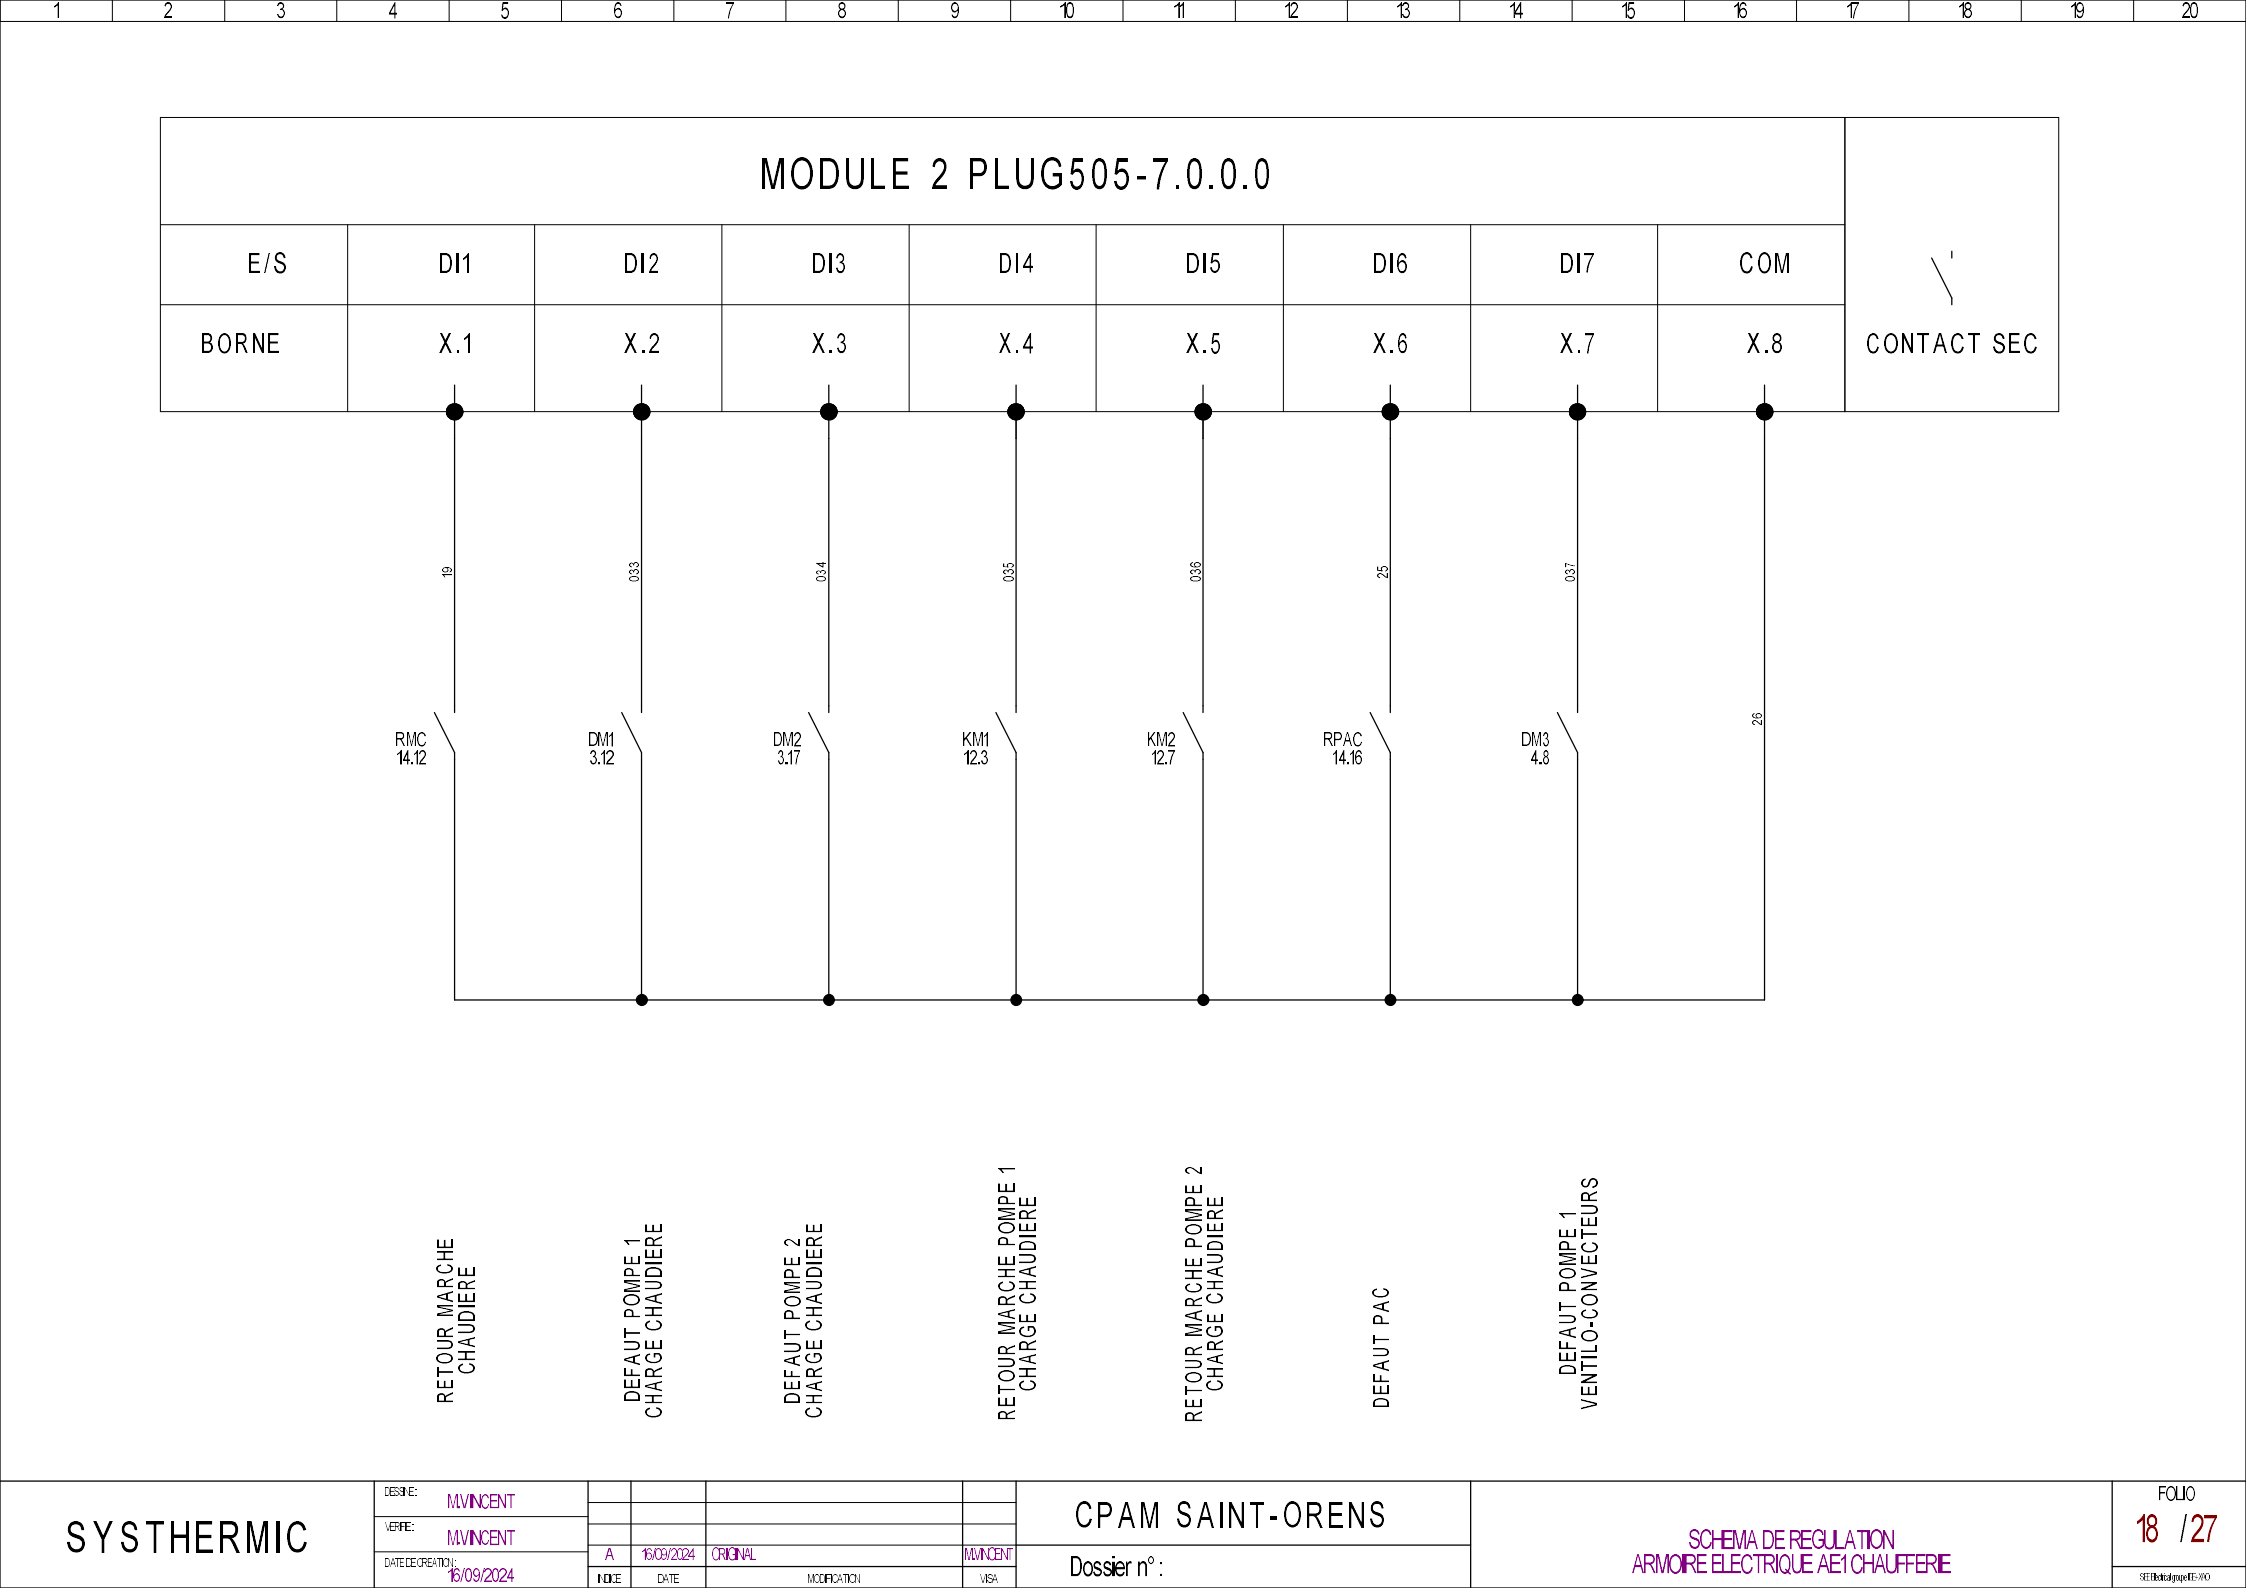 1 2 3 4 5 6 7 8 9 10 11 12 13 14 15 16 17 18 19 20
MODULE 2 PLUG505-7.0.0.0
E/S DI1 DI2 DI3 DI4 DI5 DI6 DI7 COM
BORNE X.1 X.2 X.3 X.4 X.5 X.6 X.7 X.8 CONTACT SEC
19 033 034 035 036 25 037
26
RMC DM1 DM2 KM1 KM2 RPAC DM3
14.12 3.12 3.17 12.3 12.7 14.16 4.8
RETOUR MARCHE
CHAUDIERE
DEFAUT POMPE 1
CHARGE CHAUDIERE
DEFAUT POMPE 2
CHARGE CHAUDIERE
RETOUR MARCHE POMPE 1
CHARGE CHAUDIERE
RETOUR MARCHE POMPE 2
CHARGE CHAUDIERE
DEFAUT PAC
DEFAUT POMPE 1
VENTILO-CONVECTEURS
SYSTHERMIC
DESSINE :
M.VINCENT
VERIFIE :
M.VINCENT
DATE DE CREATION :
16/09/2024
A 16/09/2024 ORIGINAL M.VINCENT
INDICE DATE MODIFICATION VISA
CPAM SAINT-ORENS
Dossier n° :
SCHEMA DE REGULATION
ARMOIRE ELECTRIQUE AE1 CHAUFFERIE
FOLIO
18 /27
SEE Electrical groupe IGE-XAO